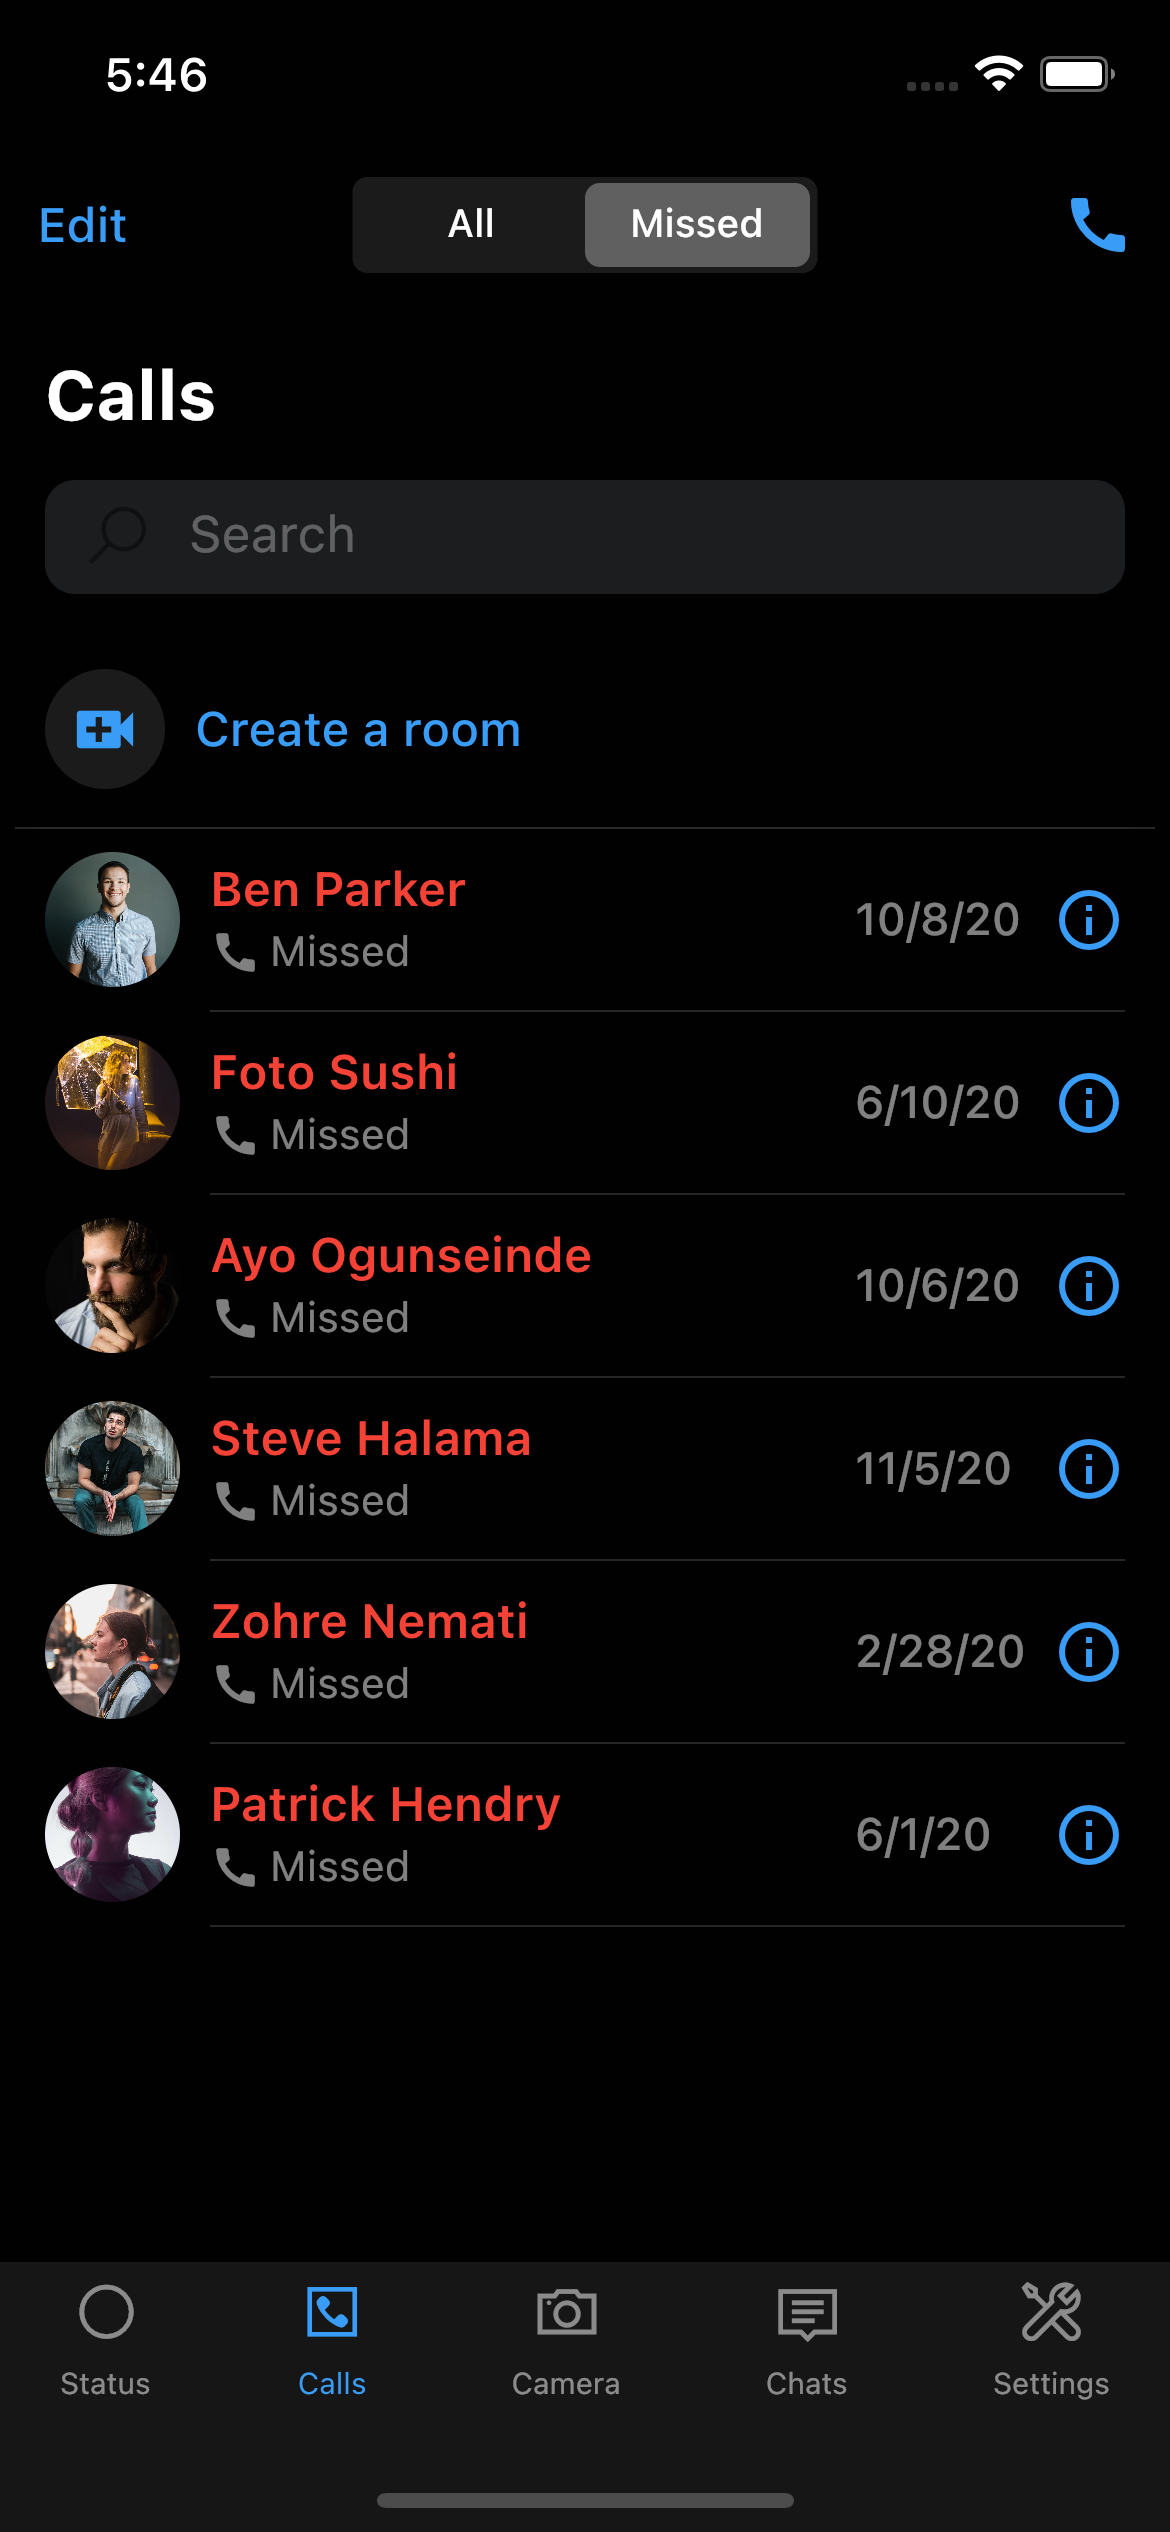 5:46
Edit
All
Missed
Calls
Search
Create a room
Ben Parker
Missed
10/8/20
Foto Sushi
Missed
6/10/20
Ayo Ogunseinde
Missed
10/6/20
Steve Halama
Missed
11/5/20
Zohre Nemati
Missed
2/28/20
Patrick Hendry
Missed
6/1/20
Status
Calls
Camera
Chats
Settings